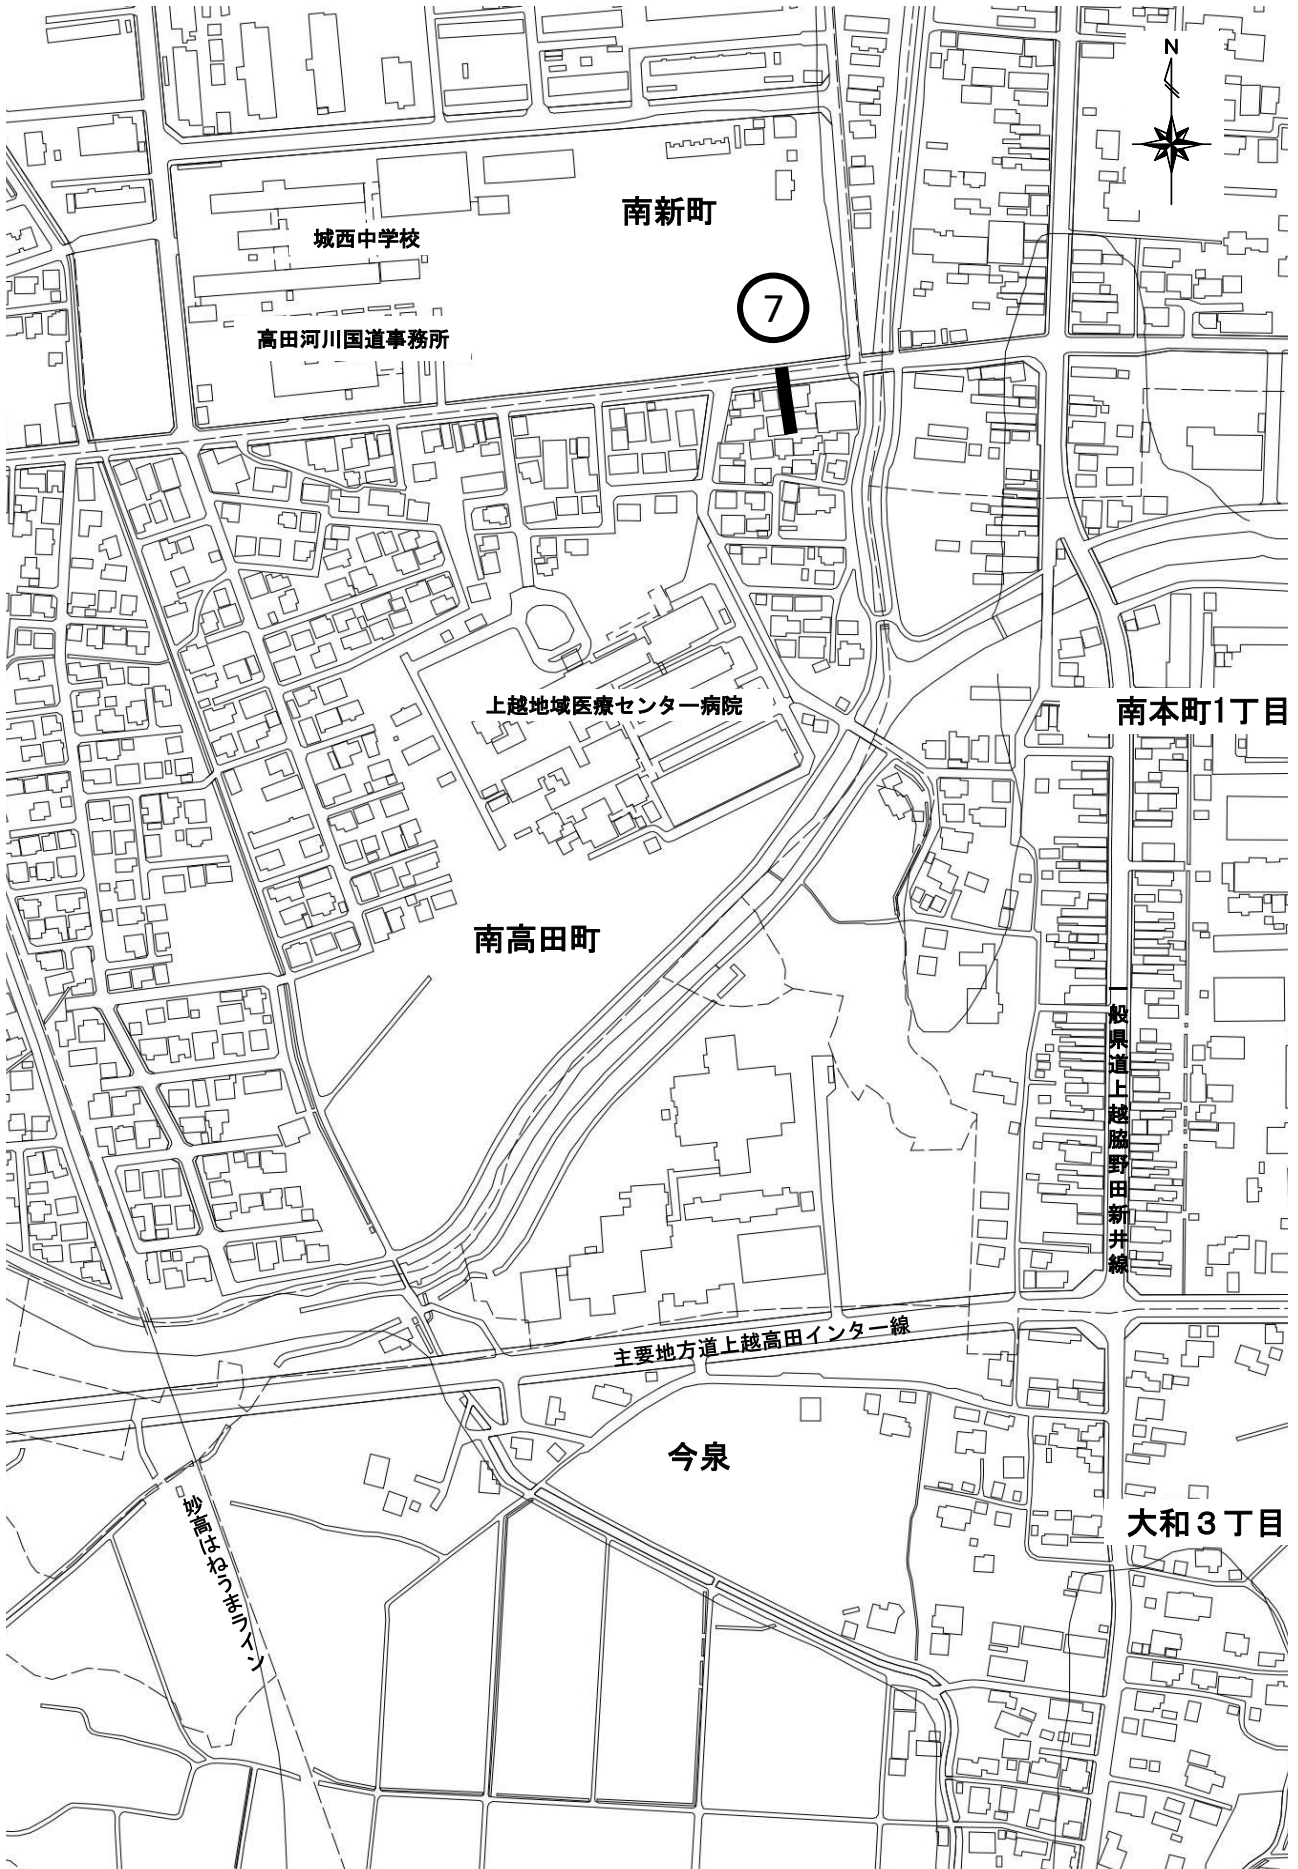 N
南新町
城西中学校
7
高田河川国道事務所
上越地域医療センター病院
南本町1丁目
南高田町
一般県道上越脇野田新井線
主要地方道上越高田インター線
今泉
妙高はねうまライン
大和３丁目